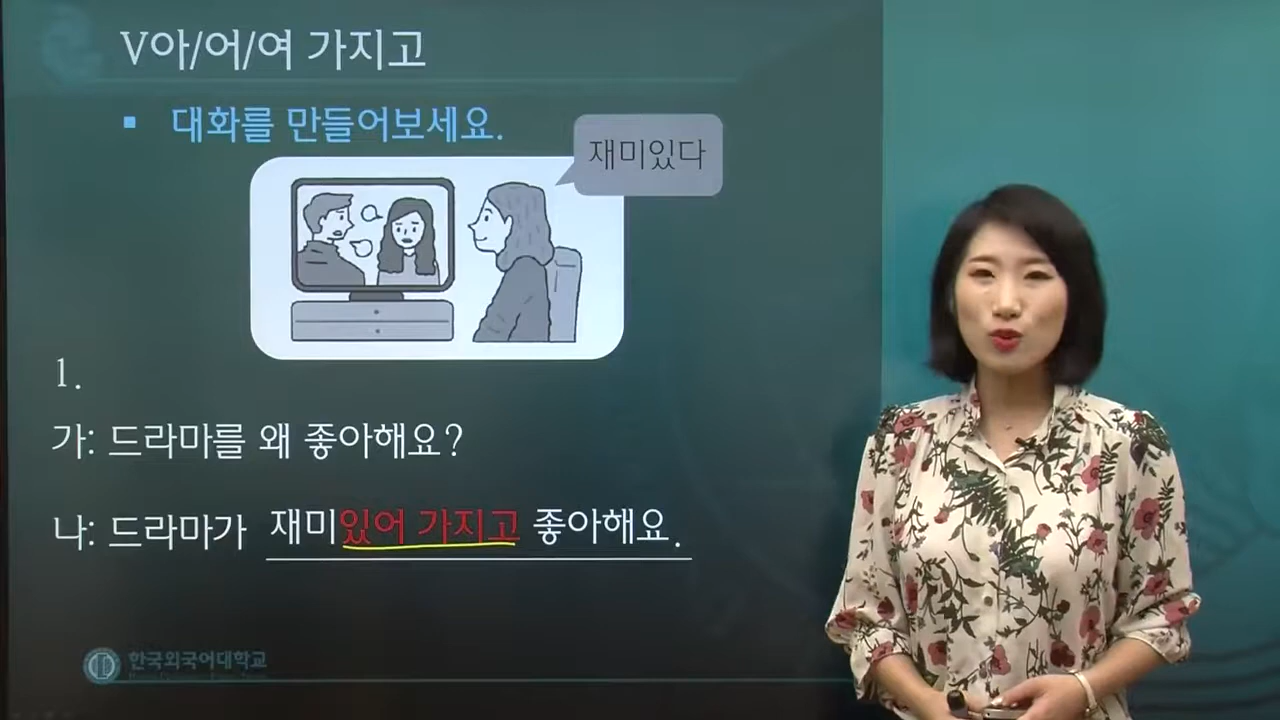 V아/어/여 가지고
▪ 대화를 만들어보세요.
재미있다
1.
가: 드라마를 왜 좋아해요?
나: 드라마가 재미있어 가지고 좋아해요.
한국외국어대학교